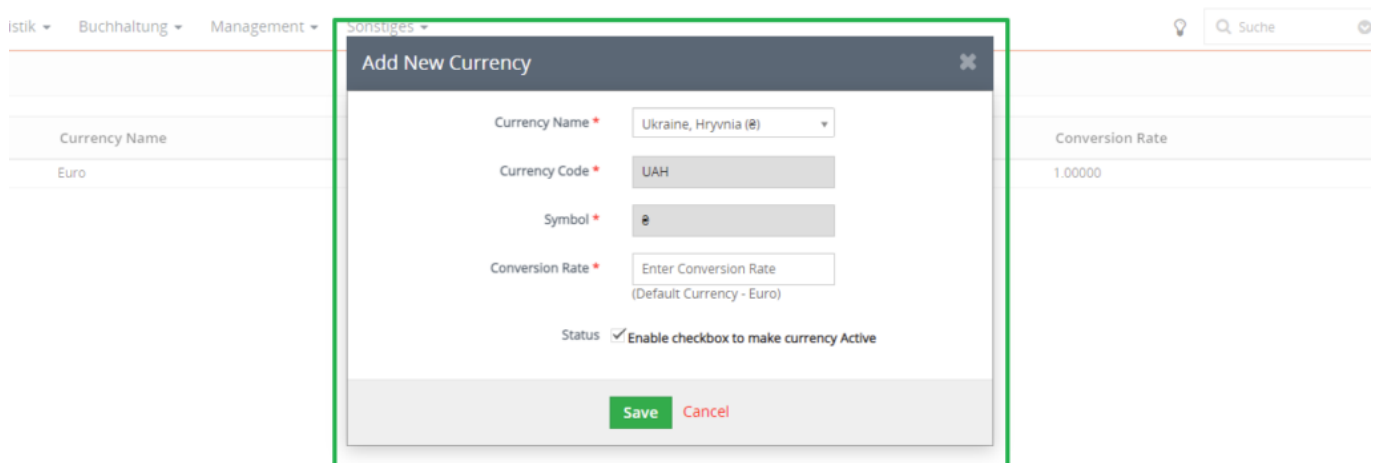 istik Buchhaltung Management Sonstiges Suche
Add New Currency
Currency Name * Ukraine, Hryvnia (₴)
Currency Name Conversion Rate
Currency Code * UAH
Euro 1.00000
Symbol * ₴
Conversion Rate * Enter Conversion Rate
(Default Currency - Euro)
Status Enable checkbox to make currency Active
Save Cancel